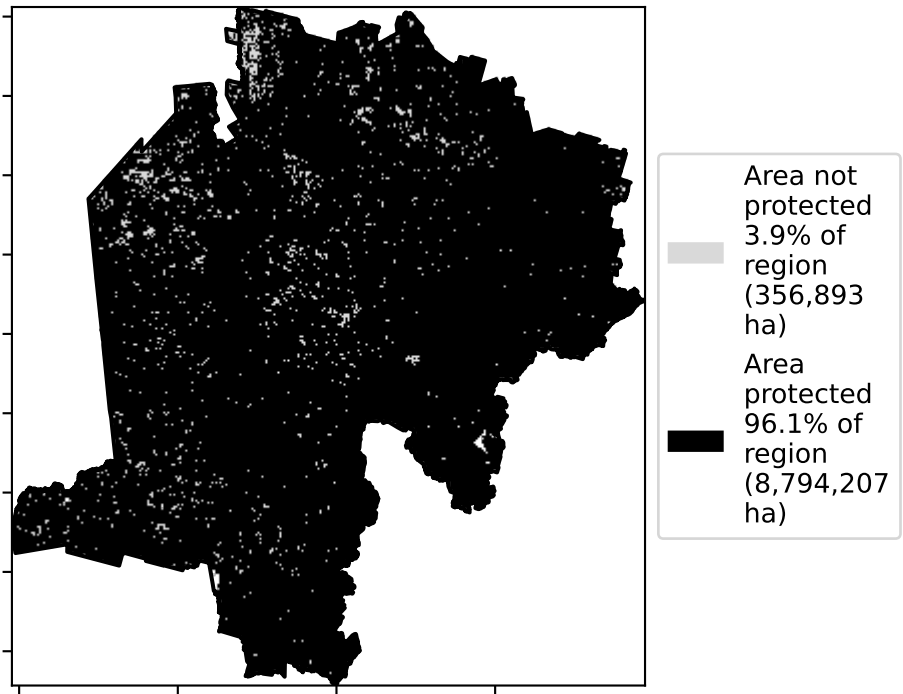 Area not
protected
3.9% of
region
(356,893
ha)
Area
protected
96.1% of
region
(8,794,207
ha)